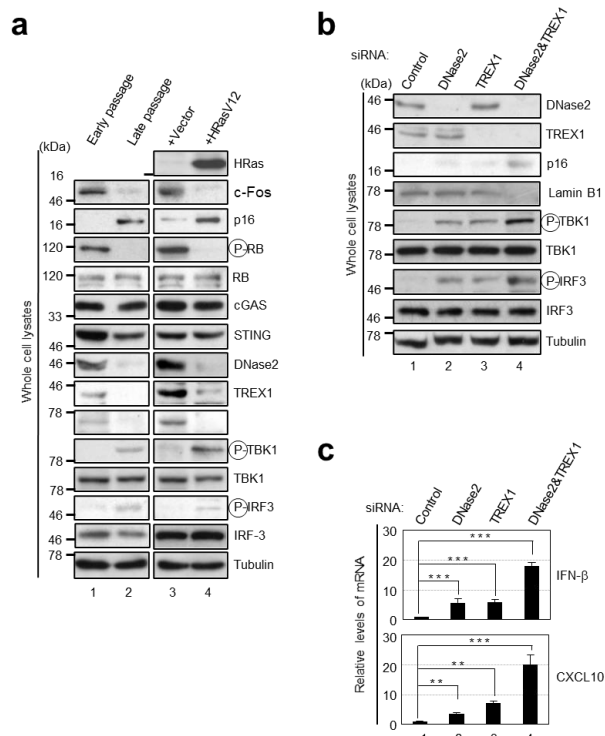 a
(kDa)
Early passage
Late passage
+Vector
+HRasV12
Whole cell lysates
16
HRas
c-Fos
16
p16
120
P-RB
120
RB
33
cGAS
46
STING
46
DNase2
46
TREX1
78
78
P-TBK1
78
TBK1
46
P-IRF3
46
IRF-3
78
Tubulin
1 2 3 4
b
siRNA:
(kDa)
Control
DNase2
TREX1
DNase2&TREX1
Whole cell lysates
46
DNase2
46
TREX1
16
p16
78
Lamin B1
78
P-TBK1
78
TBK1
46
P-IRF3
46
IRF3
78
Tubulin
1 2 3 4
c
siRNA:
Control
DNase2
TREX1
DNase2&TREX1
Relative levels of mRNA
30
20
10
0
***
***
***
IFN-β
30
20
10
0
***
**
**
CXCL10